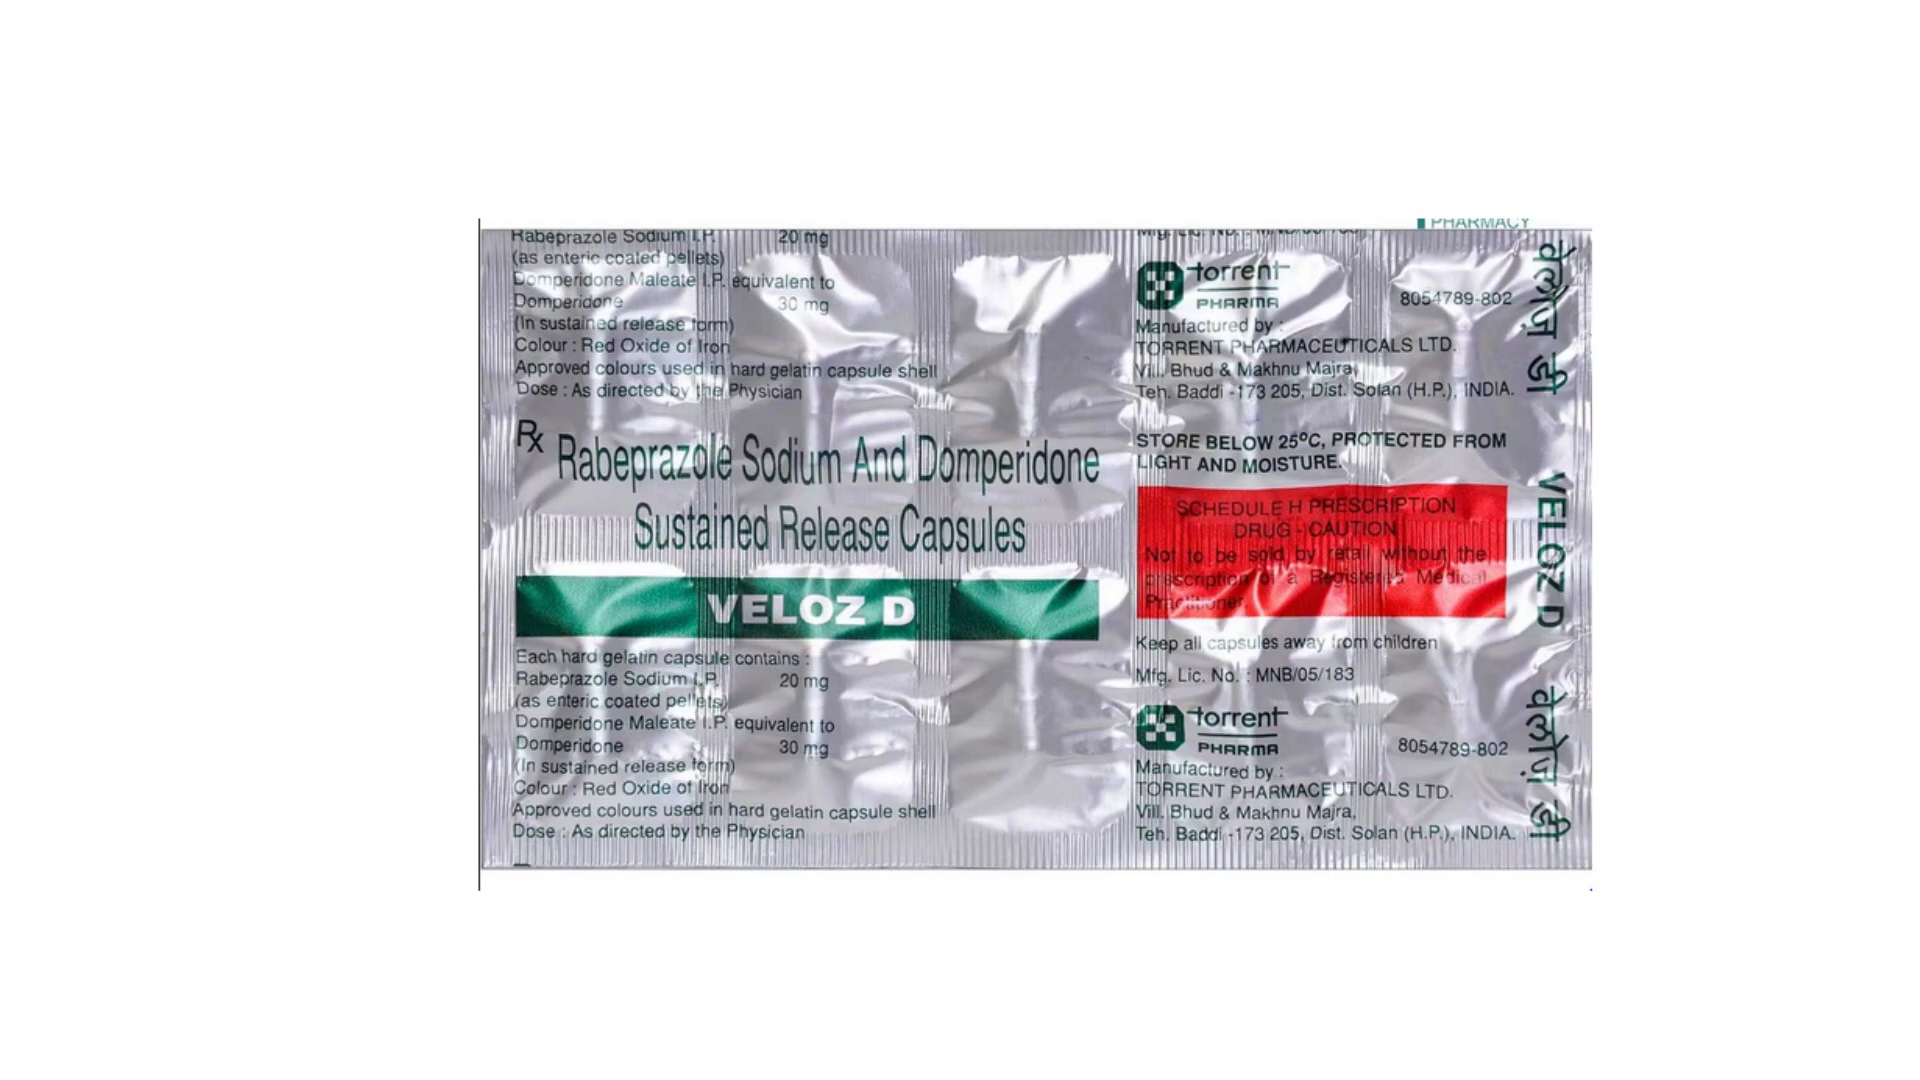 PHARMACY
Rabeprazole Sodium I.P. 20 mg
(as enteric coated pellets)
Domperidone Maleate I.P. equivalent to
Domperidone 30 mg
(In sustained release form)
Colour : Red Oxide of Iron
Approved colours used in hard gelatin capsule shell
Dose : As directed by the Physician
Rx Rabeprazole Sodium And Domperidone
Sustained Release Capsules
VELOZ D
Each hard gelatin capsule contains :
Rabeprazole Sodium I.P. 20 mg
(as enteric coated pellets)
Domperidone Maleate I.P. equivalent to
Domperidone 30 mg
(In sustained release form)
Colour : Red Oxide of Iron
Approved colours used in hard gelatin capsule shell
Dose : As directed by the Physician
Mfg. Lic. No. :
torrent
PHARMA
8054789-802
Manufactured by :
TORRENT PHARMACEUTICALS LTD.
Vill. Bhud & Makhnu Majra,
Teh. Baddi -173 205, Dist. Solan (H.P.), INDIA.
STORE BELOW 25°C, PROTECTED FROM
LIGHT AND MOISTURE.
SCHEDULE H PRESCRIPTION
DRUG - CAUTION
Not to be sold by retail without the
prescription of a Registered Medical
Practitioner.
Keep all capsules away from children
Mfg. Lic. No. : MNB/05/183
torrent
PHARMA
8054789-802
Manufactured by :
TORRENT PHARMACEUTICALS LTD.
Vill. Bhud & Makhnu Majra,
Teh. Baddi -173 205, Dist. Solan (H.P.), INDIA.
वेलोज़ डी
VELOZ D
वेलोज़ डी